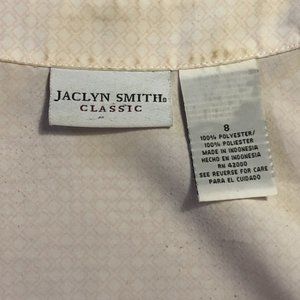 JACLYN SMITH®
CLASSIC
8
100% POLYESTER/
100% POLIESTER
MADE IN INDONESIA
HECHO EN INDONESIA
RN 42000
SEE REVERSE FOR CARE
PARA EL CUIDADO